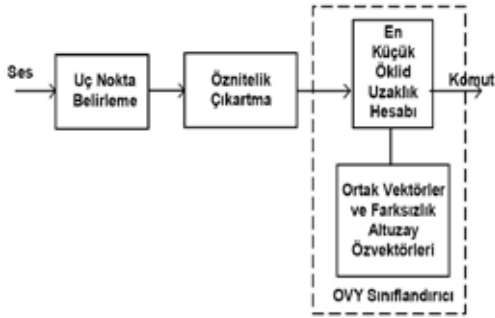 Ses
Uç Nokta
Belirleme
Öznitelik
Çıkartma
En
Küçük
Öklid
Uzaklık
Hesabı
Komut
Ortak Vektörler
ve Farksızlık
Altuzay
Özvektörleri
OVY Sınıflandırıcı